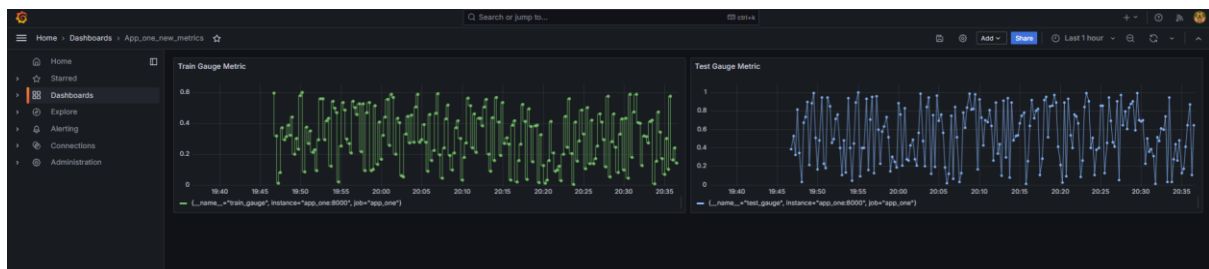 Search or jump to... ctrl+k
Home › Dashboards › App_one_new_metrics Add Share Last 1 hour
Home
Starred
Dashboards
Explore
Alerting
Connections
Administration
Train Gauge Metric
0.6
0.4
0.2
0
19:40 19:45 19:50 19:55 20:00 20:05 20:10 20:15 20:20 20:25 20:30 20:35
{__name__="train_gauge", instance="app_one:8000", job="app_one"}
Test Gauge Metric
1
0.8
0.6
0.4
0.2
0
19:40 19:45 19:50 19:55 20:00 20:05 20:10 20:15 20:20 20:25 20:30 20:35
{__name__="test_gauge", instance="app_one:8000", job="app_one"}